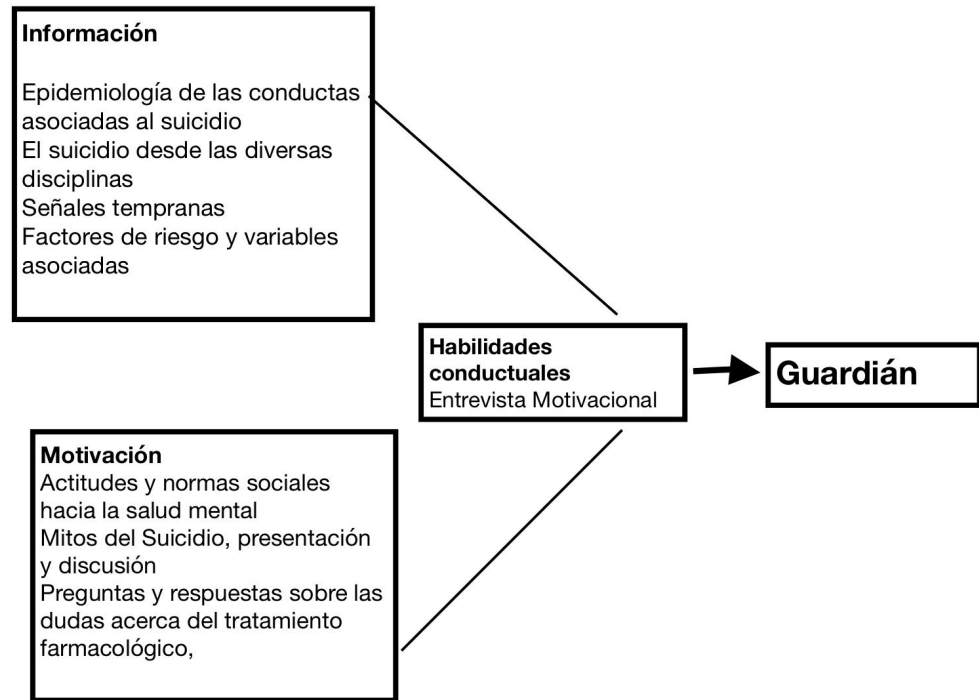 Información
Epidemiología de las conductas
asociadas al suicidio
El suicidio desde las diversas
disciplinas
Señales tempranas
Factores de riesgo y variables
asociadas
Habilidades
conductuales
Entrevista Motivacional
Guardián
Motivación
Actitudes y normas sociales
hacia la salud mental
Mitos del Suicidio, presentación
y discusión
Preguntas y respuestas sobre las
dudas acerca del tratamiento
farmacológico,